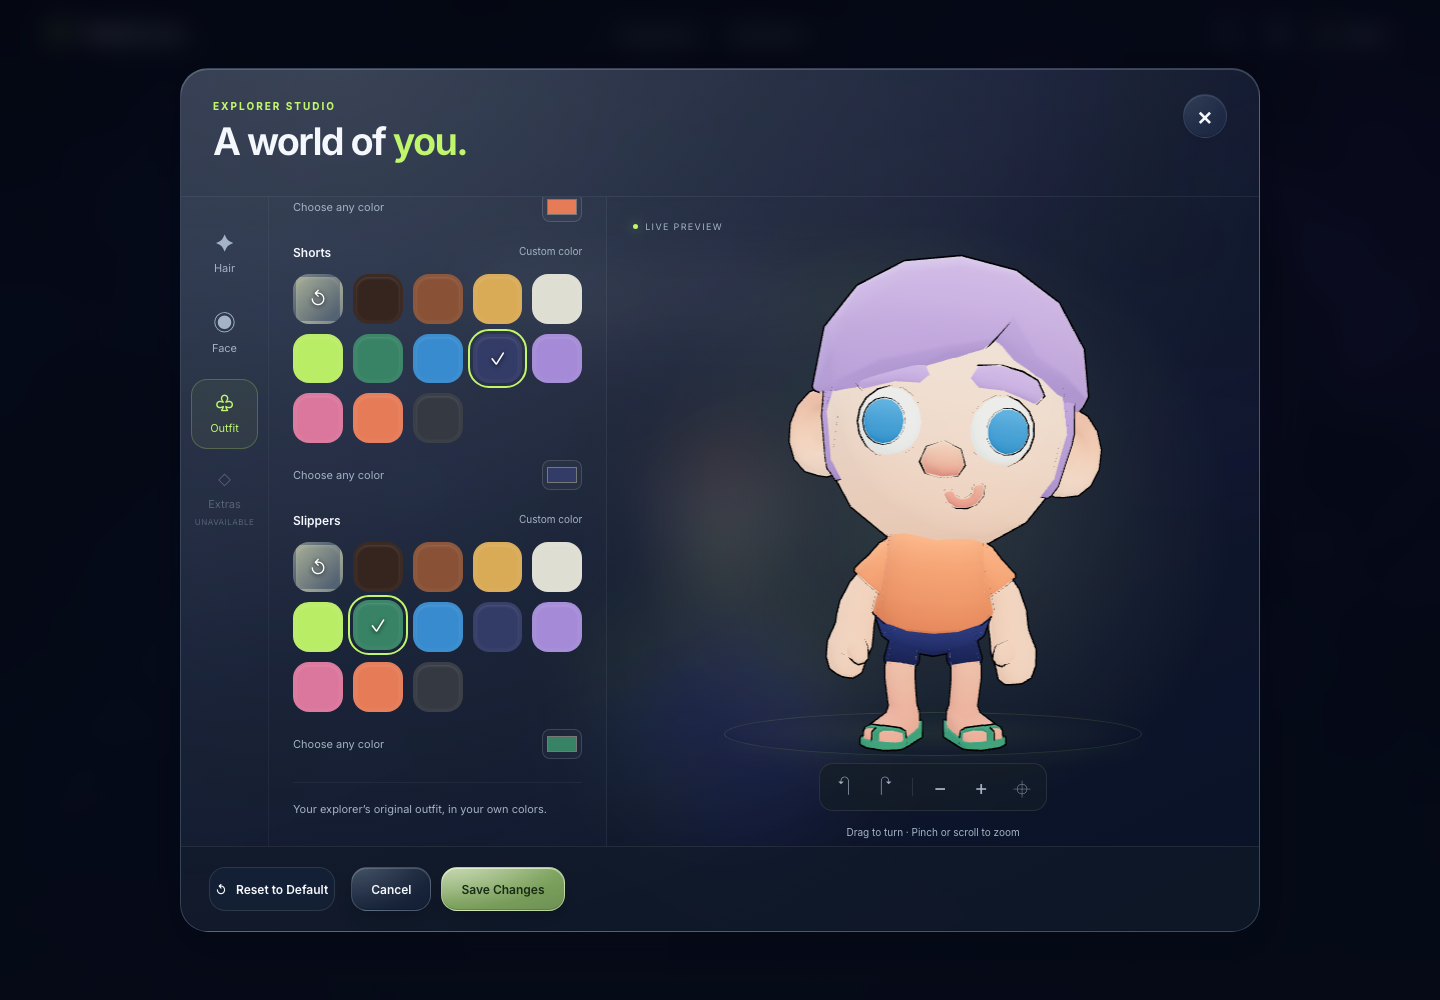 EXPLORER STUDIO
A world of you.
Hair
Face
Outfit
Extras
UNAVAILABLE
Choose any color
Shorts
Custom color
Choose any color
Slippers
Custom color
Choose any color
Your explorer's original outfit, in your own colors.
LIVE PREVIEW
Drag to turn · Pinch or scroll to zoom
Reset to Default
Cancel
Save Changes